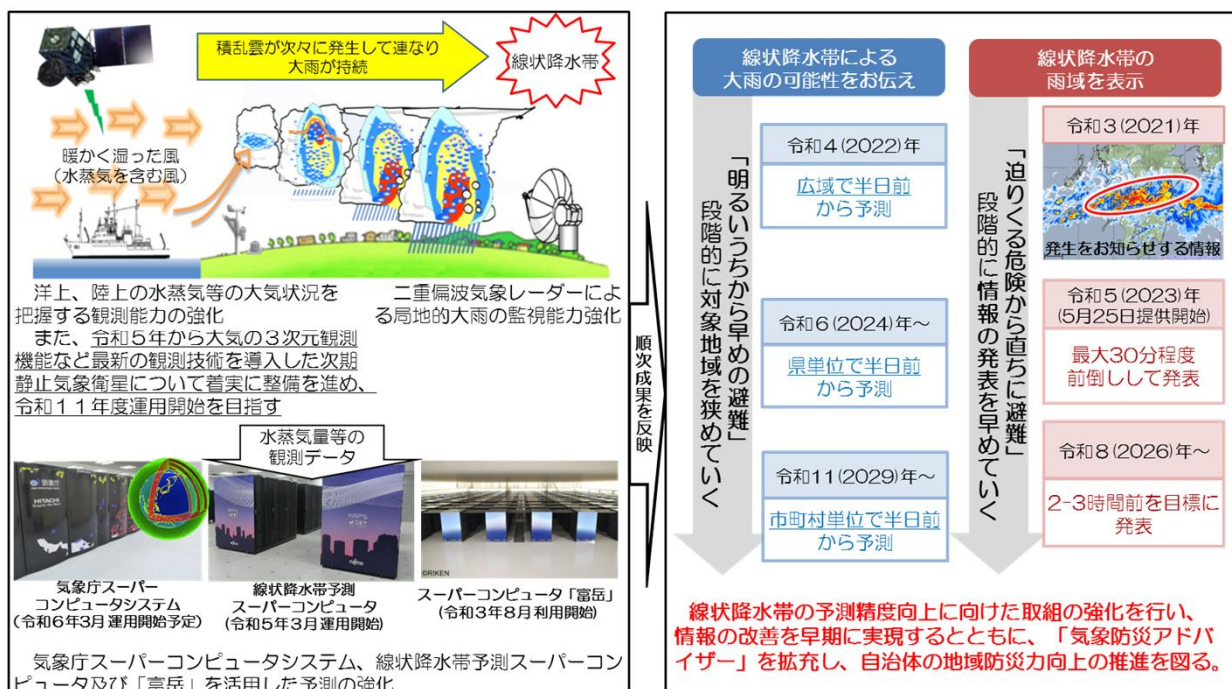 積乱雲が次々に発生して連なり
大雨が持続
線状降水帯
暖かく湿った風
(水蒸気を含む風)
洋上、陸上の水蒸気等の大気状況を
把握する観測能力の強化
また、令和5年から大気の3次元観測
機能など最新の観測技術を導入した次期
静止気象衛星について着実に整備を進め、
令和11年度運用開始を目指す
二重偏波気象レーダーによ
る局地的大雨の監視能力強化
水蒸気量等の
観測データ
気象庁
HITACHI
©RIKEN
気象庁スーパー
コンピュータシステム
(令和6年3月運用開始予定)
線状降水帯予測
スーパーコンピュータ
(令和5年3月運用開始)
スーパーコンピュータ「富岳」
(令和3年8月利用開始)
気象庁スーパーコンピュータシステム、線状降水帯予測スーパーコン
ピュータ及び「富岳」を活用した予測の強化
順次成果を反映
線状降水帯による
大雨の可能性をお伝え
「明るいうちから早めの避難」
段階的に対象地域を狭めていく
令和4(2022)年
広域で半日前
から予測
令和6(2024)年～
県単位で半日前
から予測
令和11(2029)年～
市町村単位で半日前
から予測
線状降水帯の
雨域を表示
「迫りくる危険から直ちに避難」
段階的に情報の発表を早めていく
令和3(2021)年
発生をお知らせする情報
令和5(2023)年
(5月25日提供開始)
最大30分程度
前倒しして発表
令和8(2026)年～
2-3時間前を目標に
発表
線状降水帯の予測精度向上に向けた取組の強化を行い、
情報の改善を早期に実現するとともに、「気象防災アドバ
イザー」を拡充し、自治体の地域防災力向上の推進を図る。